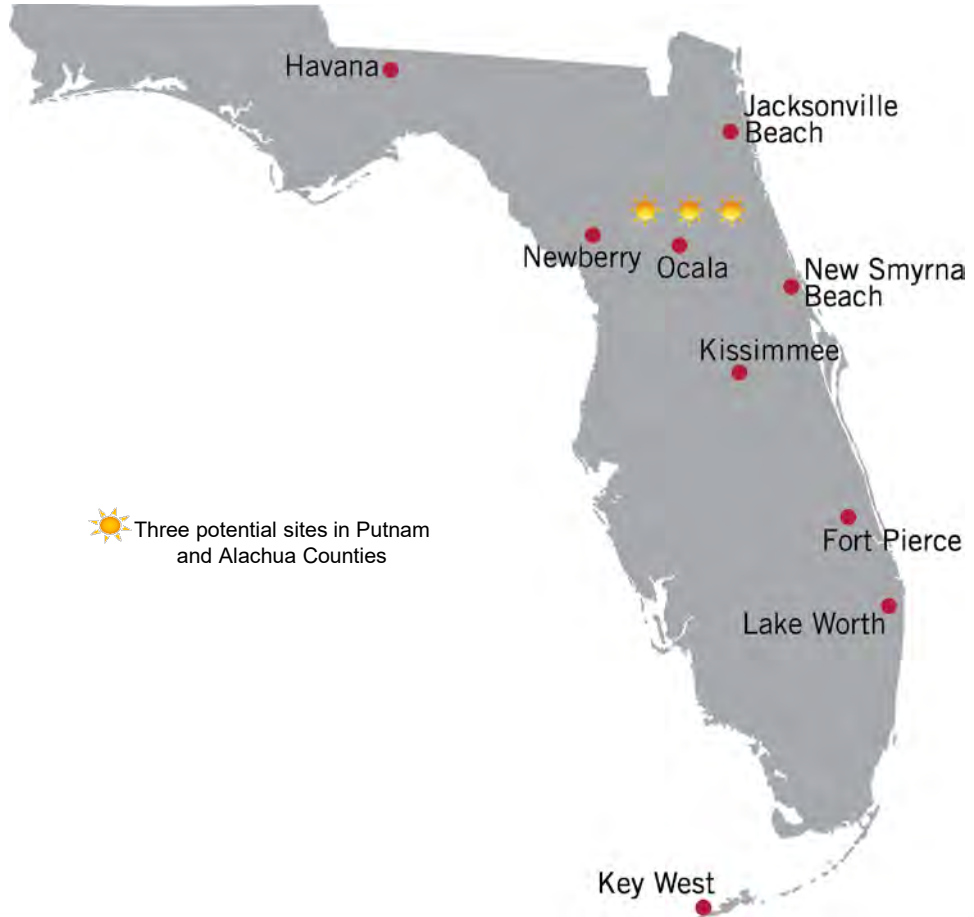 Havana
Jacksonville
Beach
Newberry
Ocala
New Smyrna
Beach
Kissimmee
Three potential sites in Putnam
and Alachua Counties
Fort Pierce
Lake Worth
Key West